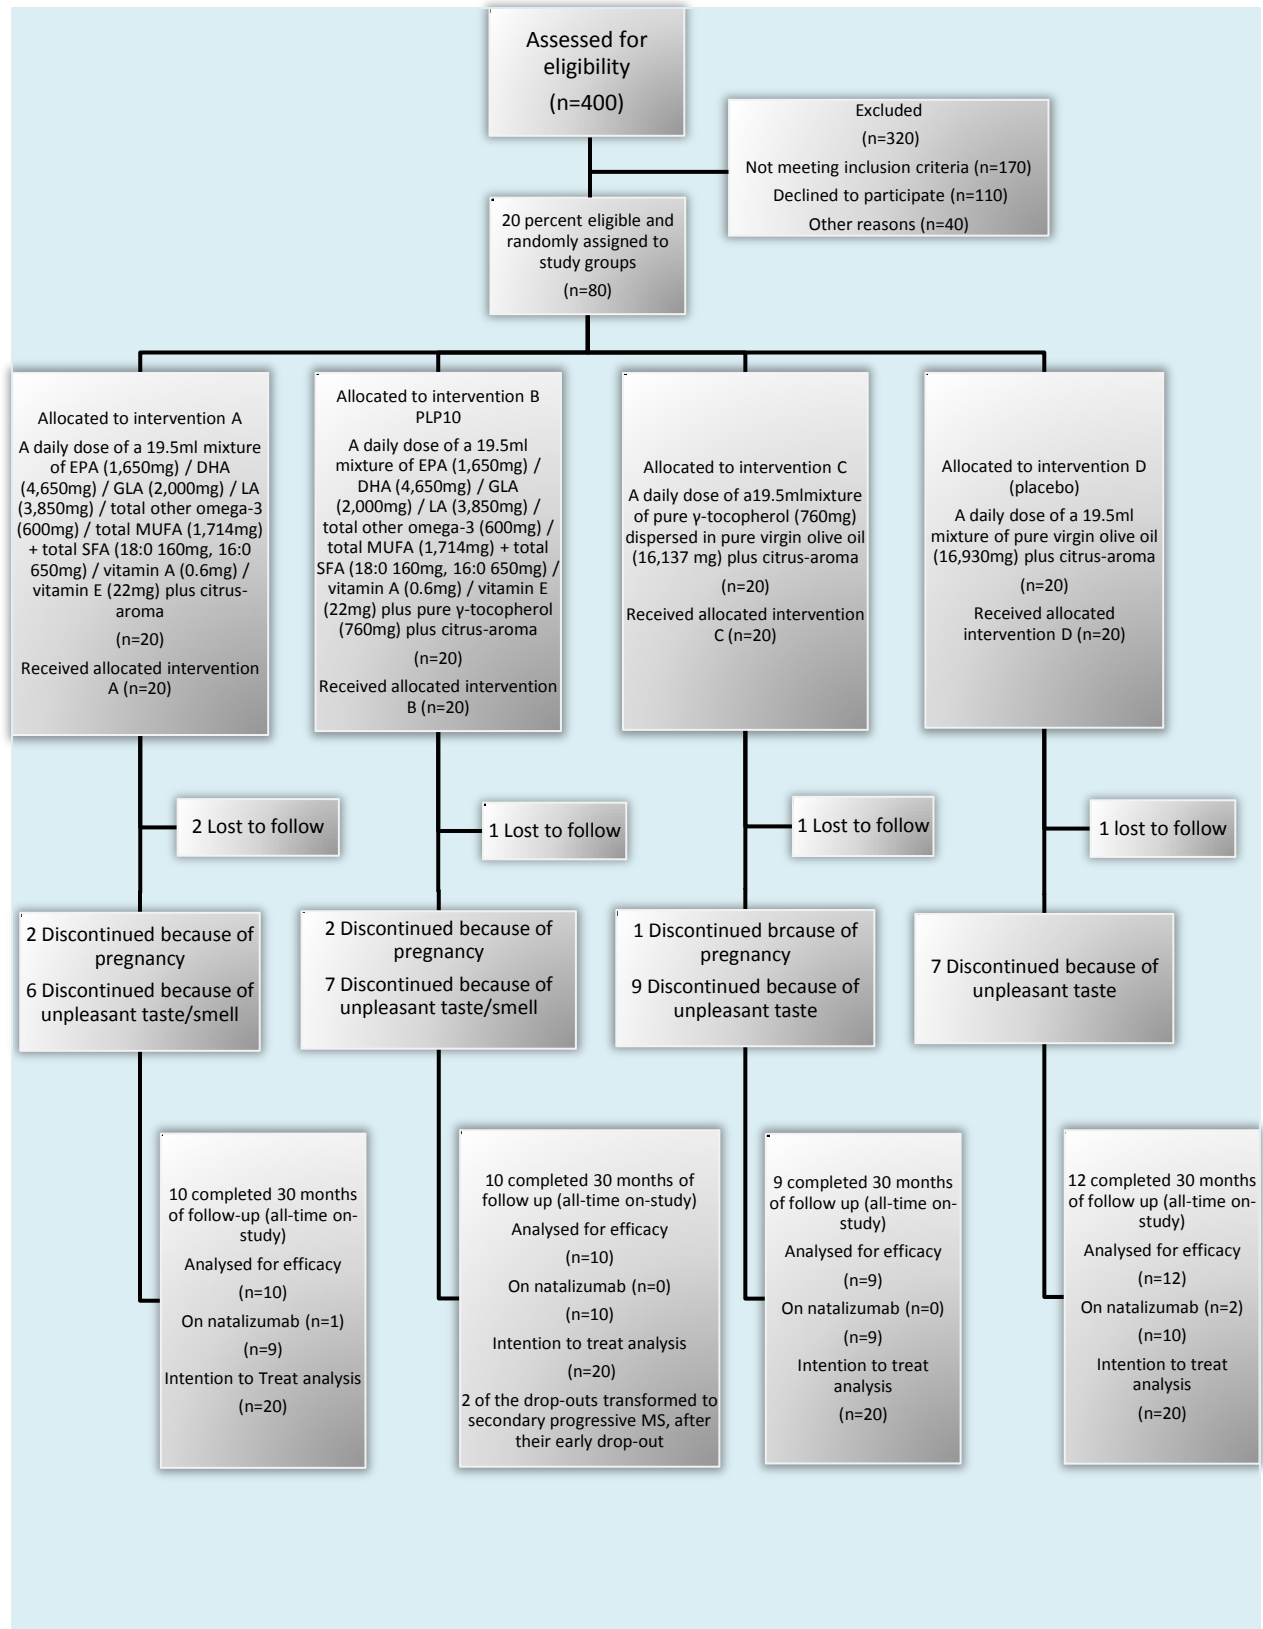 Assessed for
eligibility
(n=400)
Excluded
(n=320)
Not meeting inclusion criteria (n=170)
Declined to participate (n=110)
Other reasons (n=40)
20 percent eligible and
randomly assigned to
study groups
(n=80)
Allocated to intervention A
A daily dose of a 19.5ml mixture
of EPA (1,650mg) / DHA
(4,650mg) / GLA (2,000mg) / LA
(3,850mg) / total other omega-3
(600mg) / total MUFA (1,714mg)
+ total SFA (18:0 160mg, 16:0
650mg) / vitamin A (0.6mg) /
vitamin E (22mg) plus citrus-
aroma
(n=20)
Received allocated intervention
A (n=20)
Allocated to intervention B
PLP10
A daily dose of a 19.5ml
mixture of EPA (1,650mg) /
DHA (4,650mg) / GLA
(2,000mg) / LA (3,850mg) /
total other omega-3 (600mg) /
total MUFA (1,714mg) + total
SFA (18:0 160mg, 16:0 650mg) /
vitamin A (0.6mg) / vitamin E
(22mg) plus pure γ-tocopherol
(760mg) plus citrus-aroma
(n=20)
Received allocated intervention
B (n=20)
Allocated to intervention C
A daily dose of a19.5mlmixture
of pure γ-tocopherol (760mg)
dispersed in pure virgin olive oil
(16,137 mg) plus citrus-aroma
(n=20)
Received allocated intervention
C (n=20)
Allocated to intervention D
(placebo)
A daily dose of a 19.5ml
mixture of pure virgin olive oil
(16,930mg) plus citrus-aroma
(n=20)
Received allocated
intervention D (n=20)
2 Lost to follow
1 Lost to follow
1 Lost to follow
1 lost to follow
2 Discontinued because of
pregnancy
6 Discontinued because of
unpleasant taste/smell
2 Discontinued because of
pregnancy
7 Discontinued because of
unpleasant taste/smell
1 Discontinued brcause of
pregnancy
9 Discontinued because of
unpleasant taste
7 Discontinued because of
unpleasant taste
10 completed 30 months
of follow-up (all-time on-
study)
Analysed for efficacy
(n=10)
On natalizumab (n=1)
(n=9)
Intention to Treat analysis
(n=20)
10 completed 30 months of
follow up (all-time on-study)
Analysed for efficacy
(n=10)
On natalizumab (n=0)
(n=10)
Intention to treat analysis
(n=20)
2 of the drop-outs transformed to
secondary progressive MS, after
their early drop-out
9 completed 30 months
of follow up (all-time on-
study)
Analysed for efficacy
(n=9)
On natalizumab (n=0)
(n=9)
Intention to treat
analysis
(n=20)
12 completed 30 months
of follow up (all-time on-
study)
Analysed for efficacy
(n=12)
On natalizumab (n=2)
(n=10)
Intention to treat
analysis
(n=20)